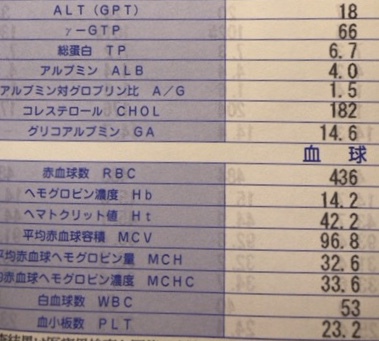 ALT(GPT) 18
γ-GTP 66
総蛋白 TP 6.7
アルブミン ALB 4.0
アルブミン対グロブリン比 A/G 1.5
コレステロール CHOL 182
グリコアルブミン GA 14.6
血球
赤血球数 RBC 436
ヘモグロビン濃度 Hb 14.2
ヘマトクリット値 Ht 42.2
平均赤血球容積 MCV 96.8
平均赤血球ヘモグロビン量 MCH 32.6
赤血球ヘモグロビン濃度 MCHC 33.6
白血球数 WBC 53
血小板数 PLT 23.2